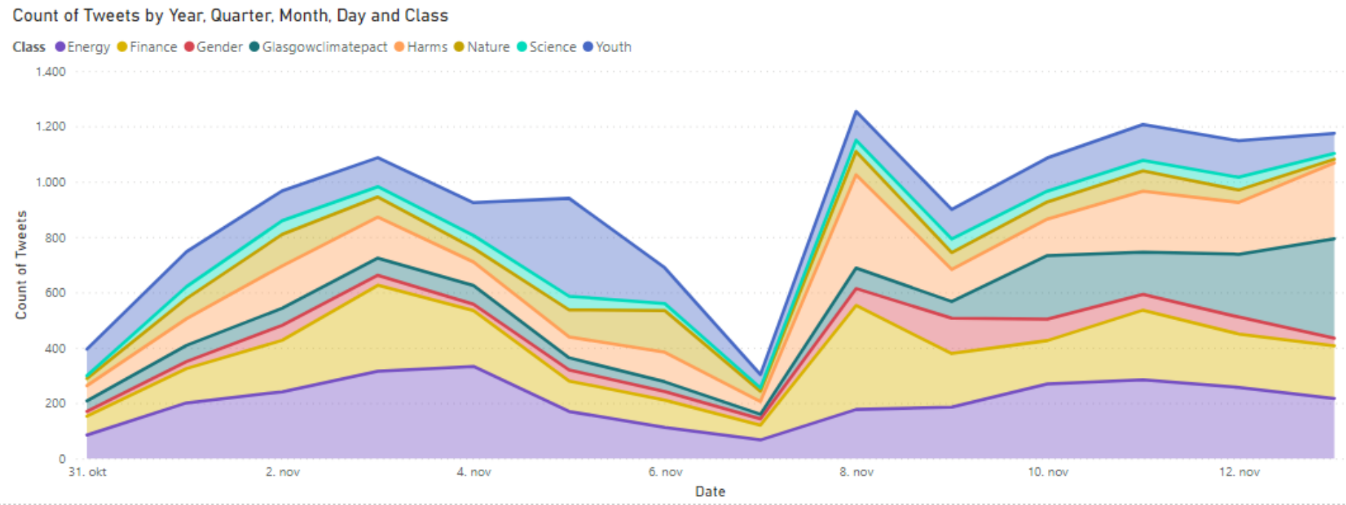 Count of Tweets by Year, Quarter, Month, Day and Class
Class Energy Finance Gender Glasgowclimatepact Harms Nature Science Youth
1.400
1.200
1.000
800
600
400
200
0
Count of Tweets
31. okt 2. nov 4. nov 6. nov 8. nov 10. nov 12. nov
Date